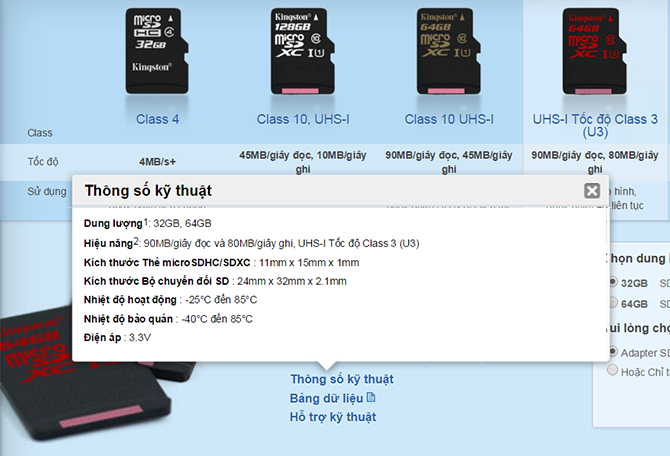 micro
SD
HC 4
32GB
Kingston
Kingston
128GB
micro
SD
XC 10 I U1
Kingston
64GB
micro
SD
XC 10 I U1
Kingston
64GB
micro
SD
XC I U3
Class
Class 4
Class 10, UHS-I
Class 10 UHS-I
UHS-I Tốc độ Class 3
(U3)
Tốc độ
4MB/s+
45MB/giây đọc, 10MB/giây
ghi
90MB/giây đọc, 45MB/giây
ghi
90MB/giây đọc, 80MB/giây
ghi
Sử dụng
hình,
liên tục
Thông số kỹ thuật
Dung lượng1: 32GB, 64GB
Hiệu năng2: 90MB/giây đọc và 80MB/giây ghi, UHS-I Tốc độ Class 3 (U3)
Kích thước Thẻ microSDHC/SDXC : 11mm x 15mm x 1mm
Kích thước Bộ chuyển đổi SD : 24mm x 32mm x 2.1mm
Nhiệt độ hoạt động : -25°C đến 85°C
Nhiệt độ bảo quản : -40°C đến 85°C
Điện áp : 3.3V
họn dung l
32GB SD
64GB SD
ui lòng chọ
Adapter SD
Hoặc Chỉ t
Kingston
64GB
micro
SD
XC
Thông số kỹ thuật
Bảng dữ liệu
Hỗ trợ kỹ thuật